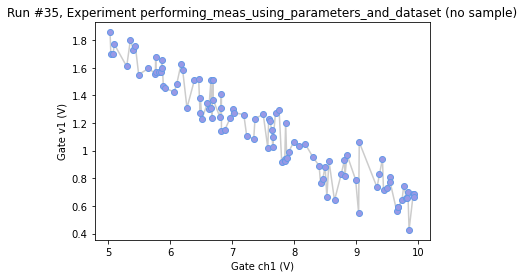 Run #35, Experiment performing_meas_using_parameters_and_dataset (no sample)
1.8
1.6
1.4
1.2
1.0
0.8
0.6
0.4
Gate v1 (V)
5 6 7 8 9 10
Gate ch1 (V)